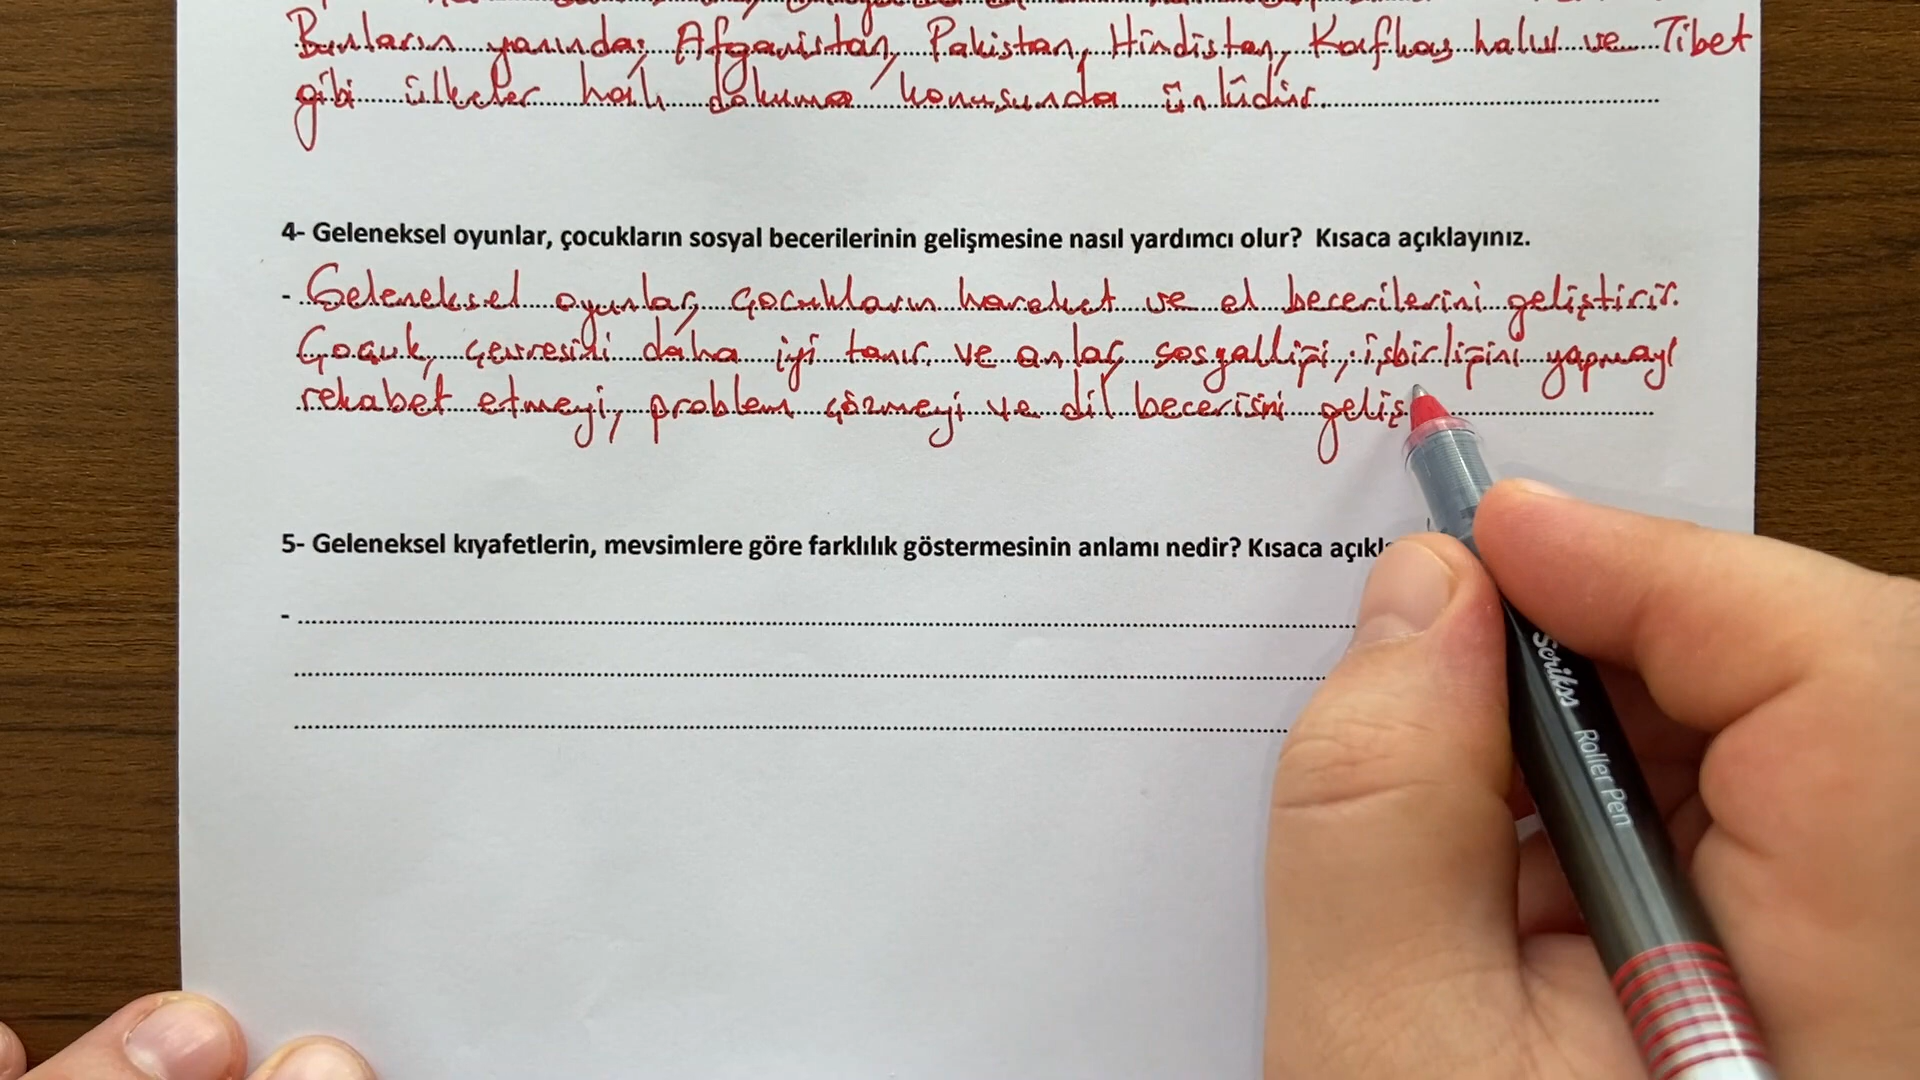 Bunların yanında; Afganistan, Pakistan, Hindistan, Kafkas halısı ve Tibet
gibi ülkeler halı dokuma konusunda ünlüdür.
4- Geleneksel oyunlar, çocukların sosyal becerilerinin gelişmesine nasıl yardımcı olur? Kısaca açıklayınız.
- Geleneksel oyunlar, çocukların hareket ve el becerilerini geliştirir.
Çocuk, çevresini daha iyi tanır ve anlar, sosyalliği, işbirliğini yapmayı
rekabet etmeyi, problem çözmeyi ve dil becerisini geliş
5- Geleneksel kıyafetlerin, mevsimlere göre farklılık göstermesinin anlamı nedir? Kısaca açıkl
-
Scrikss Roller Pen